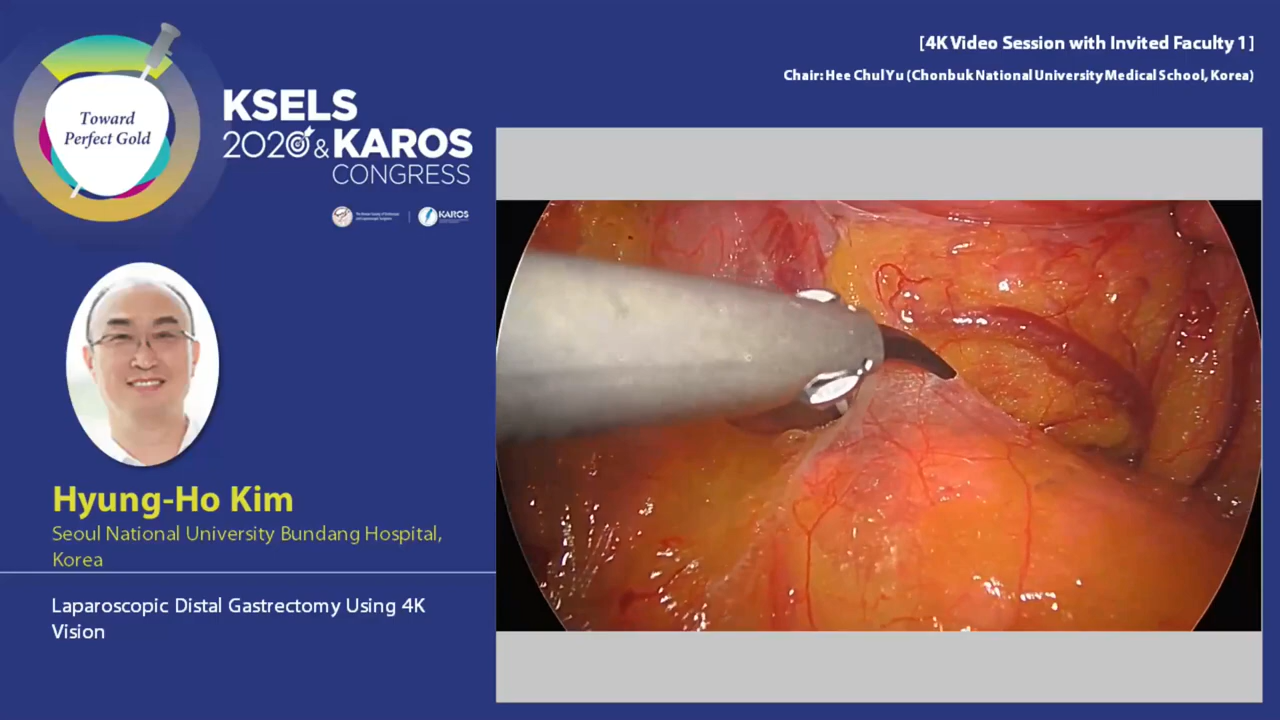 [4K Video Session with Invited Faculty 1]
Chair: Hee Chul Yu (Chonbuk National University Medical School, Korea)
Toward
Perfect Gold
KSELS
2020 & KAROS
CONGRESS
KAROS
Hyung-Ho Kim
Seoul National University Bundang Hospital,
Korea
Laparoscopic Distal Gastrectomy Using 4K
Vision